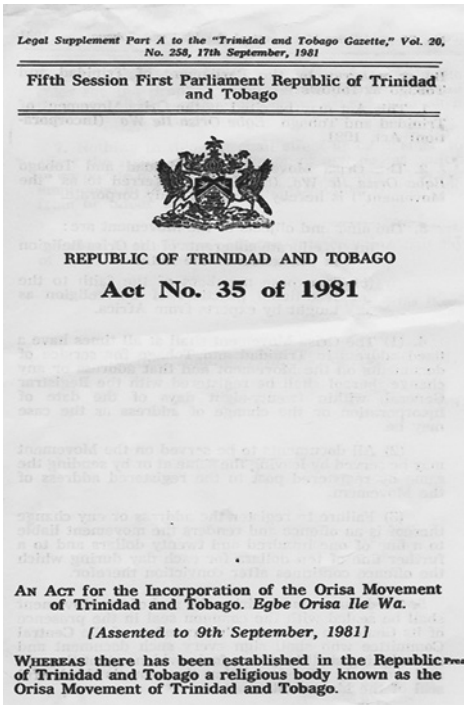 Legal Supplement Part A to the "Trinidad and Tobago Gazette," Vol. 20,
No. 258, 17th September, 1981
Fifth Session First Parliament Republic of Trinidad
and Tobago
REPUBLIC OF TRINIDAD AND TOBAGO
Act No. 35 of 1981
AN ACT for the Incorporation of the Orisa Movement
of Trinidad and Tobago. Egbe Orisa Ile Wa.
[Assented to 9th September, 1981]
WHEREAS there has been established in the Republic
of Trinidad and Tobago a religious body known as the
Orisa Movement of Trinidad and Tobago.